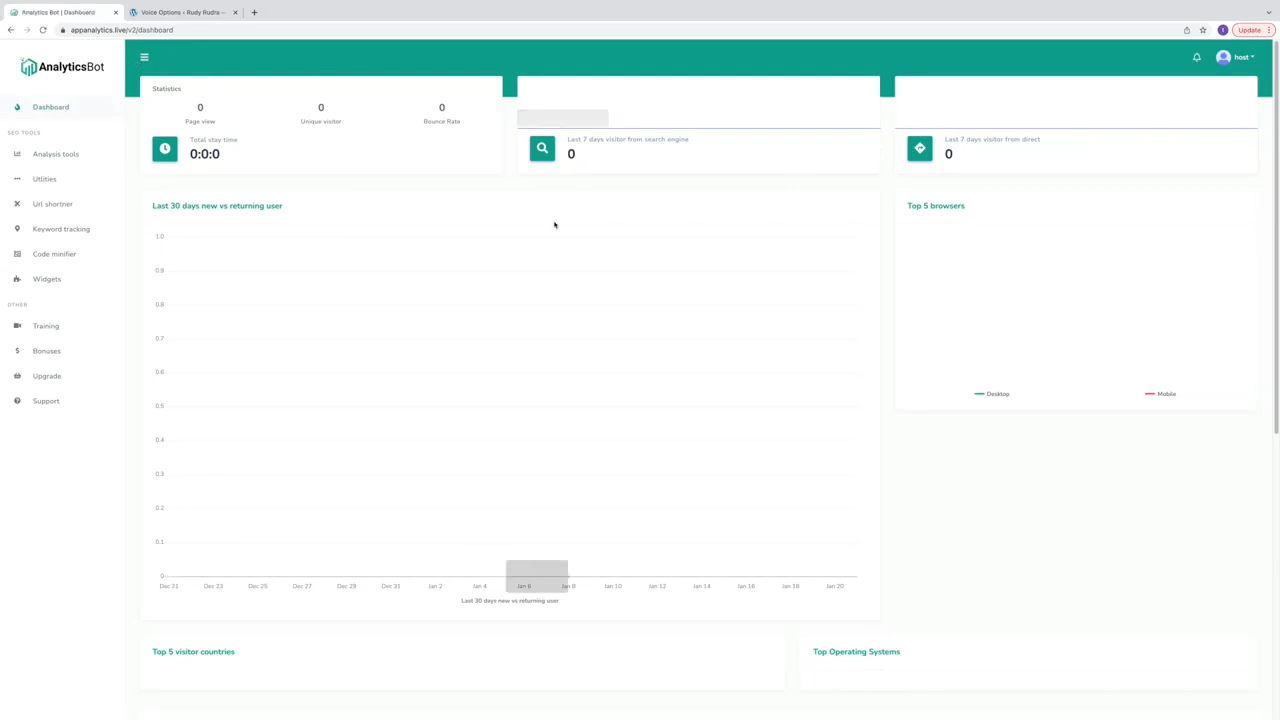 Analytics Bot | Dashboard
Voice Options ‹ Rudy Rudra —
appanalytics.live/v2/dashboard
Update
AnalyticsBot
host
Dashboard
SEO TOOLS
Analysis tools
Utlities
Url shortner
Keyword tracking
Code minifier
Widgets
OTHER
Training
Bonuses
Upgrade
Support
Statistics
0
0
0
Page view
Unique visitor
Bounce Rate
Total stay time
0:0:0
Last 7 days visitor from search engine
0
Last 7 days visitor from direct
0
Last 30 days new vs returning user
1.0
0.9
0.8
0.7
0.6
0.5
0.4
0.3
0.2
0.1
0
Dec 21 Dec 23 Dec 25 Dec 27 Dec 29 Dec 31 Jan 2 Jan 4 Jan 6 Jan 8 Jan 10 Jan 12 Jan 14 Jan 16 Jan 18 Jan 20
Last 30 days new vs returning user
Top 5 browsers
Desktop
Mobile
Top 5 visitor countries
Top Operating Systems